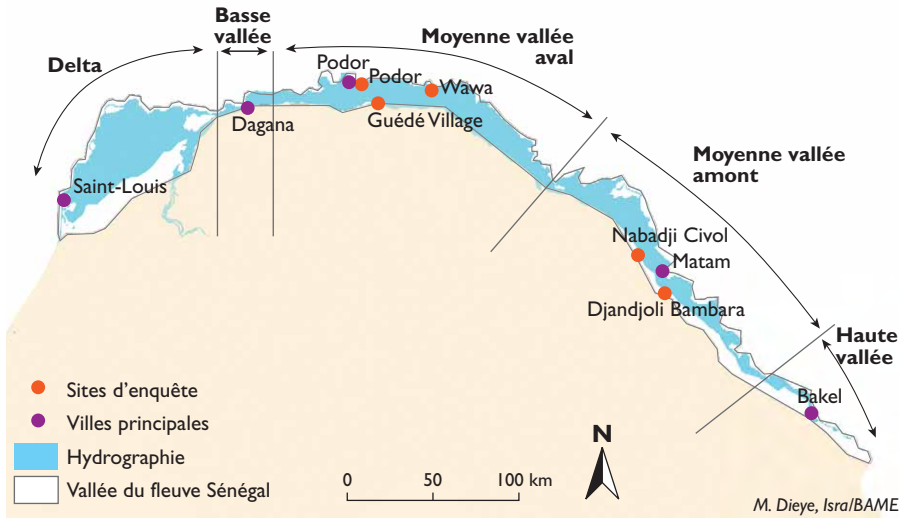 Basse
vallée
Moyenne vallée
aval
Delta
Podor
Podor
Wawa
Dagana
Guédé Village
Moyenne vallée
amont
Saint-Louis
Nabadji Civol
Matam
Djandjoli Bambara
Haute
vallée
Bakel
Sites d'enquête
Villes principales
Hydrographie
Vallée du fleuve Sénégal
0 50 100 km
N
M. Dieye, Isra/BAME